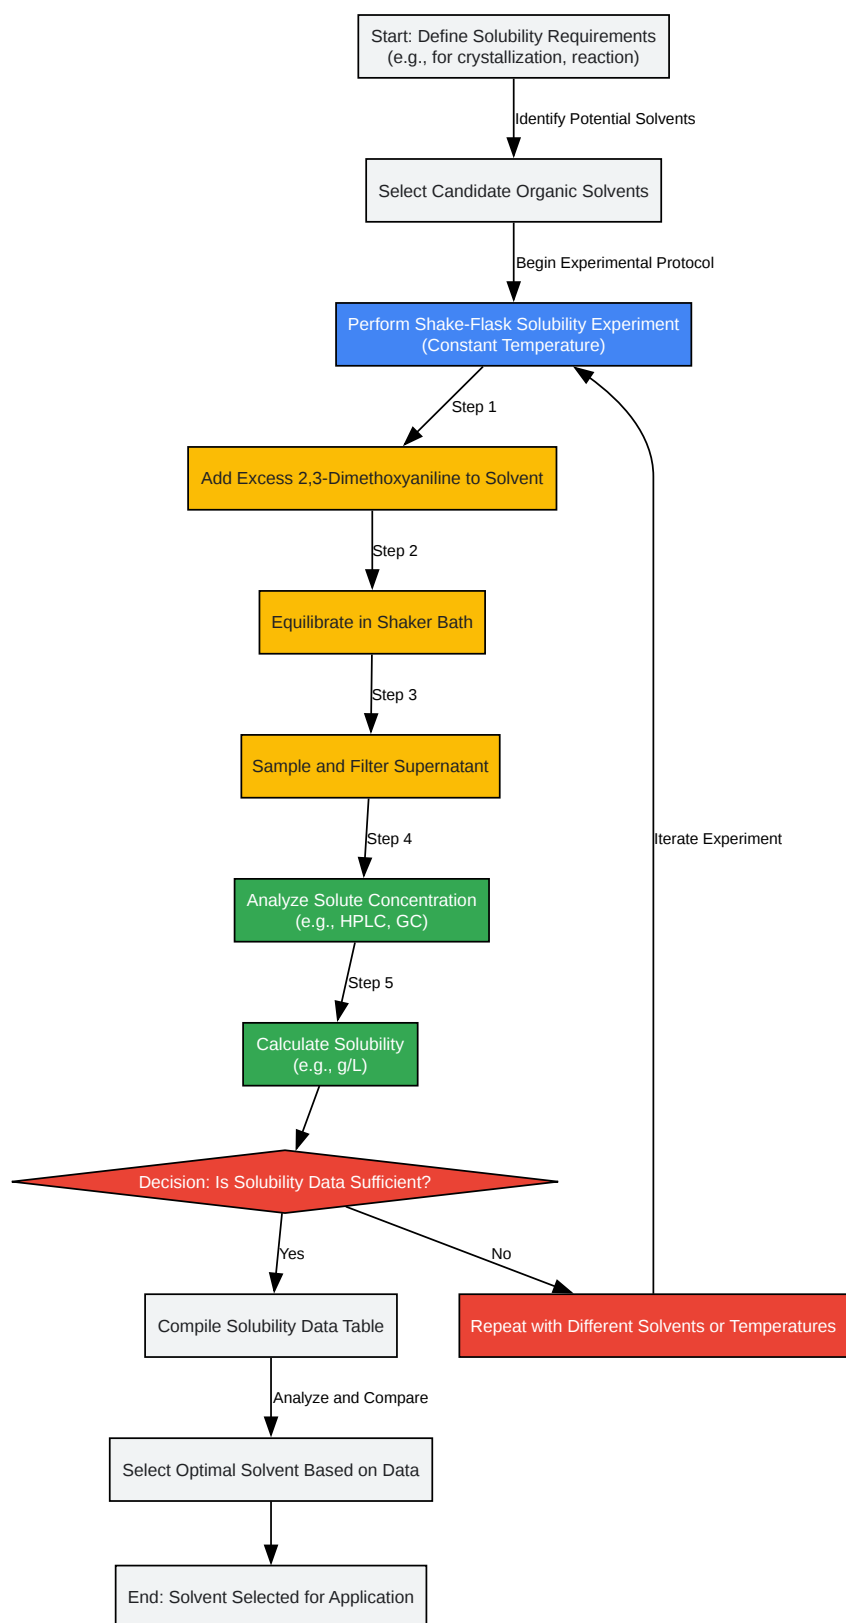 Start: Define Solubility Requirements
(e.g., for crystallization, reaction)
Identify Potential Solvents
Select Candidate Organic Solvents
Begin Experimental Protocol
Perform Shake-Flask Solubility Experiment
(Constant Temperature)
Step 1
Add Excess 2,3-Dimethoxyaniline to Solvent
Step 2
Equilibrate in Shaker Bath
Step 3
Sample and Filter Supernatant
Step 4
Iterate Experiment
Analyze Solute Concentration
(e.g., HPLC, GC)
Step 5
Calculate Solubility
(e.g., g/L)
Decision: Is Solubility Data Sufficient?
Yes
No
Compile Solubility Data Table
Repeat with Different Solvents or Temperatures
Analyze and Compare
Select Optimal Solvent Based on Data
End: Solvent Selected for Application